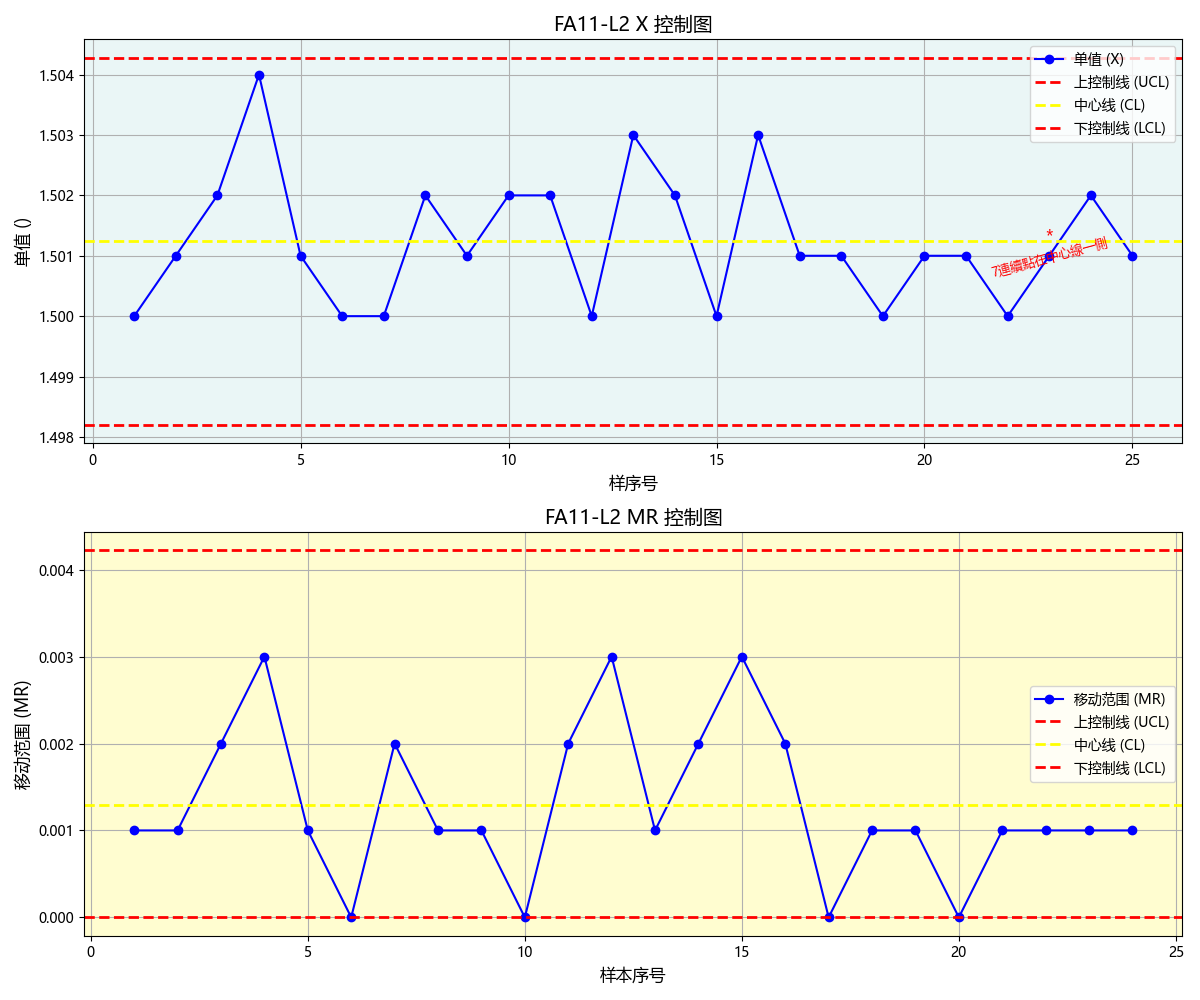 FA11-L2 X 控制图
单值 ()
1.504
1.503
1.502
1.501
1.500
1.499
1.498
单值 (X)
上控制线 (UCL)
中心线 (CL)
下控制线 (LCL)
*
7連續點在中心線一側
0
5
10
15
20
25
样序号
FA11-L2 MR 控制图
移动范围 (MR)
0.004
0.003
0.002
0.001
0.000
移动范围 (MR)
上控制线 (UCL)
中心线 (CL)
下控制线 (LCL)
0
5
10
15
20
25
样本序号